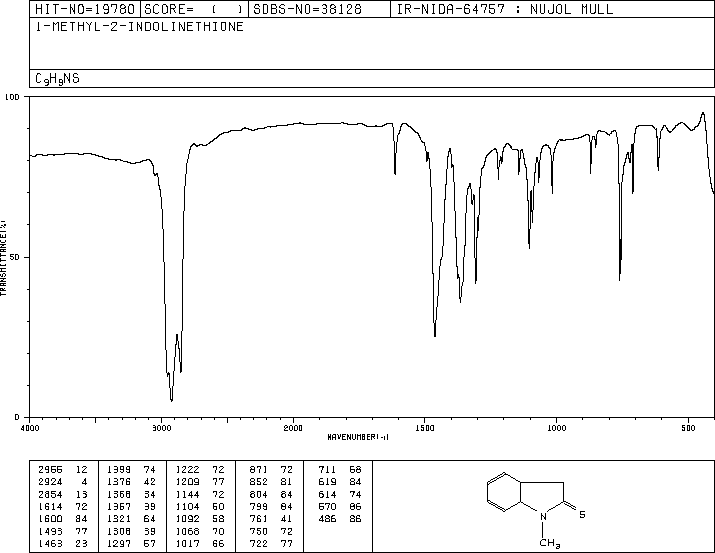 HIT-NO=19780 SCORE= ( ) SDBS-NO=38128 IR-NIDA-64757 : NUJOL MULL
1-METHYL-2-INDOLINETHIONE
C9H9NS
100
50
0
TRANSMITTANCE(%)
4000 3000 2000 1500 1000 500
WAVENUMBER(-1)
2956 12 1399 74 1222 72 871 72 711 68
2924 4 1376 42 1209 77 852 81 619 84
2854 13 1368 34 1144 72 804 84 614 74
1614 72 1367 39 1104 50 799 84 570 86
1600 84 1321 64 1092 58 761 41 486 86
1493 77 1308 39 1068 70 750 72
1463 23 1297 57 1017 66 722 77
S
N
CH3